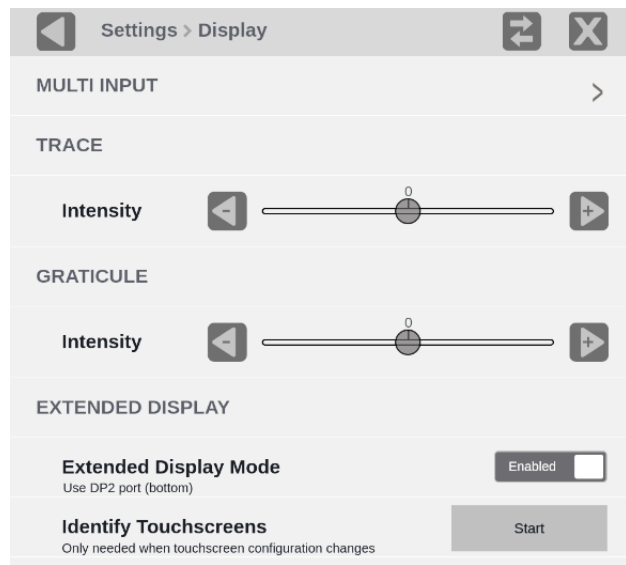 Settings > Display
MULTI INPUT >
TRACE
0
Intensity - +
GRATICULE
0
Intensity - +
EXTENDED DISPLAY
Extended Display Mode Enabled
Use DP2 port (bottom)
Identify Touchscreens Start
Only needed when touchscreen configuration changes